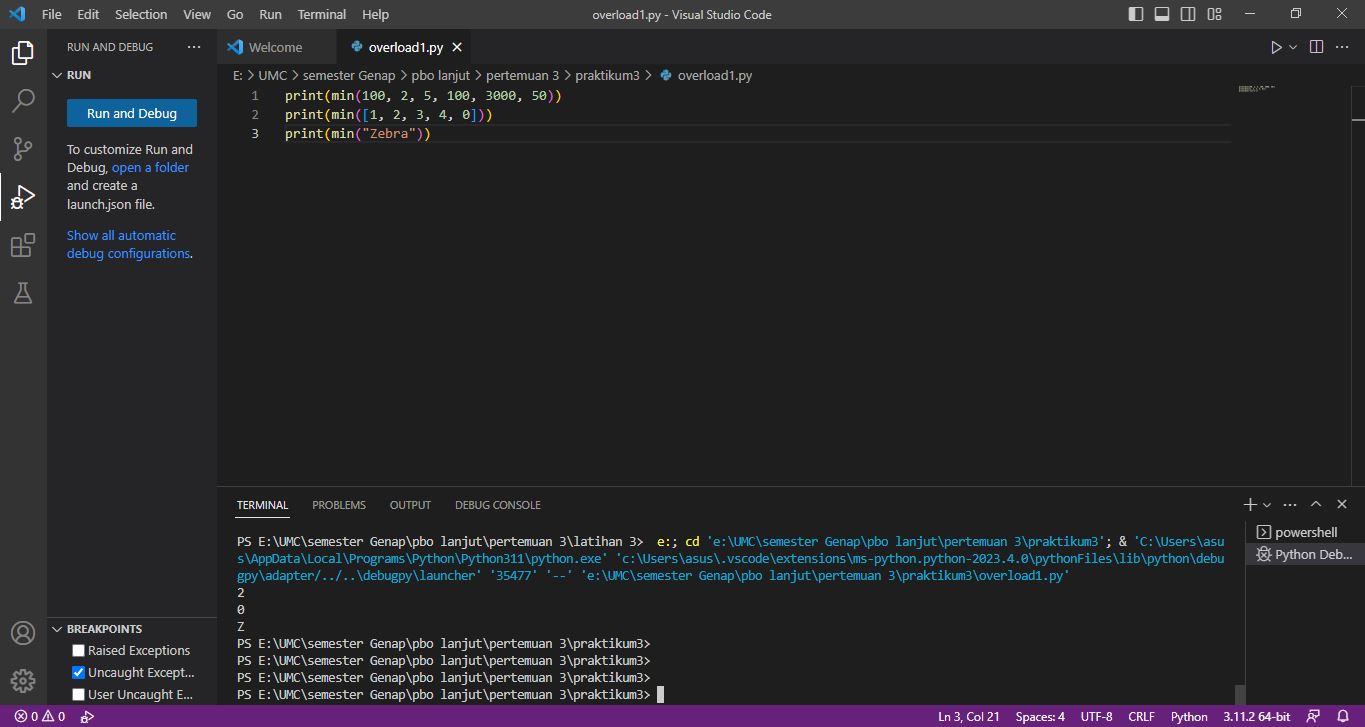 File Edit Selection View Go Run Terminal Help overload1.py - Visual Studio Code
RUN AND DEBUG ...
RUN
Run and Debug
To customize Run and
Debug, open a folder
and create a
launch.json file.
Show all automatic
debug configurations.
BREAKPOINTS
Raised Exceptions
Uncaught Except...
User Uncaught E...
Welcome overload1.py
E: > UMC > semester Genap > pbo lanjut > pertemuan 3 > praktikum3 > overload1.py
1 print(min(100, 2, 5, 100, 3000, 50))
2 print(min([1, 2, 3, 4, 0]))
3 print(min("Zebra"))
TERMINAL PROBLEMS OUTPUT DEBUG CONSOLE
PS E:\UMC\semester Genap\pbo lanjut\pertemuan 3\latihan 3> e:; cd 'e:\UMC\semester Genap\pbo lanjut\pertemuan 3\praktikum3'; & 'C:\Users\asu
s\AppData\Local\Programs\Python\Python311\python.exe' 'c:\Users\asus\.vscode\extensions\ms-python.python-2023.4.0\pythonFiles\lib\python\debu
gpy\adapter/../..\debugpy\launcher' '35477' '--' 'e:\UMC\semester Genap\pbo lanjut\pertemuan 3\praktikum3\overload1.py'
2
0
Z
PS E:\UMC\semester Genap\pbo lanjut\pertemuan 3\praktikum3>
PS E:\UMC\semester Genap\pbo lanjut\pertemuan 3\praktikum3>
PS E:\UMC\semester Genap\pbo lanjut\pertemuan 3\praktikum3>
PS E:\UMC\semester Genap\pbo lanjut\pertemuan 3\praktikum3>
powershell
Python Deb...
0 0 Ln 3, Col 21 Spaces: 4 UTF-8 CRLF Python 3.11.2 64-bit